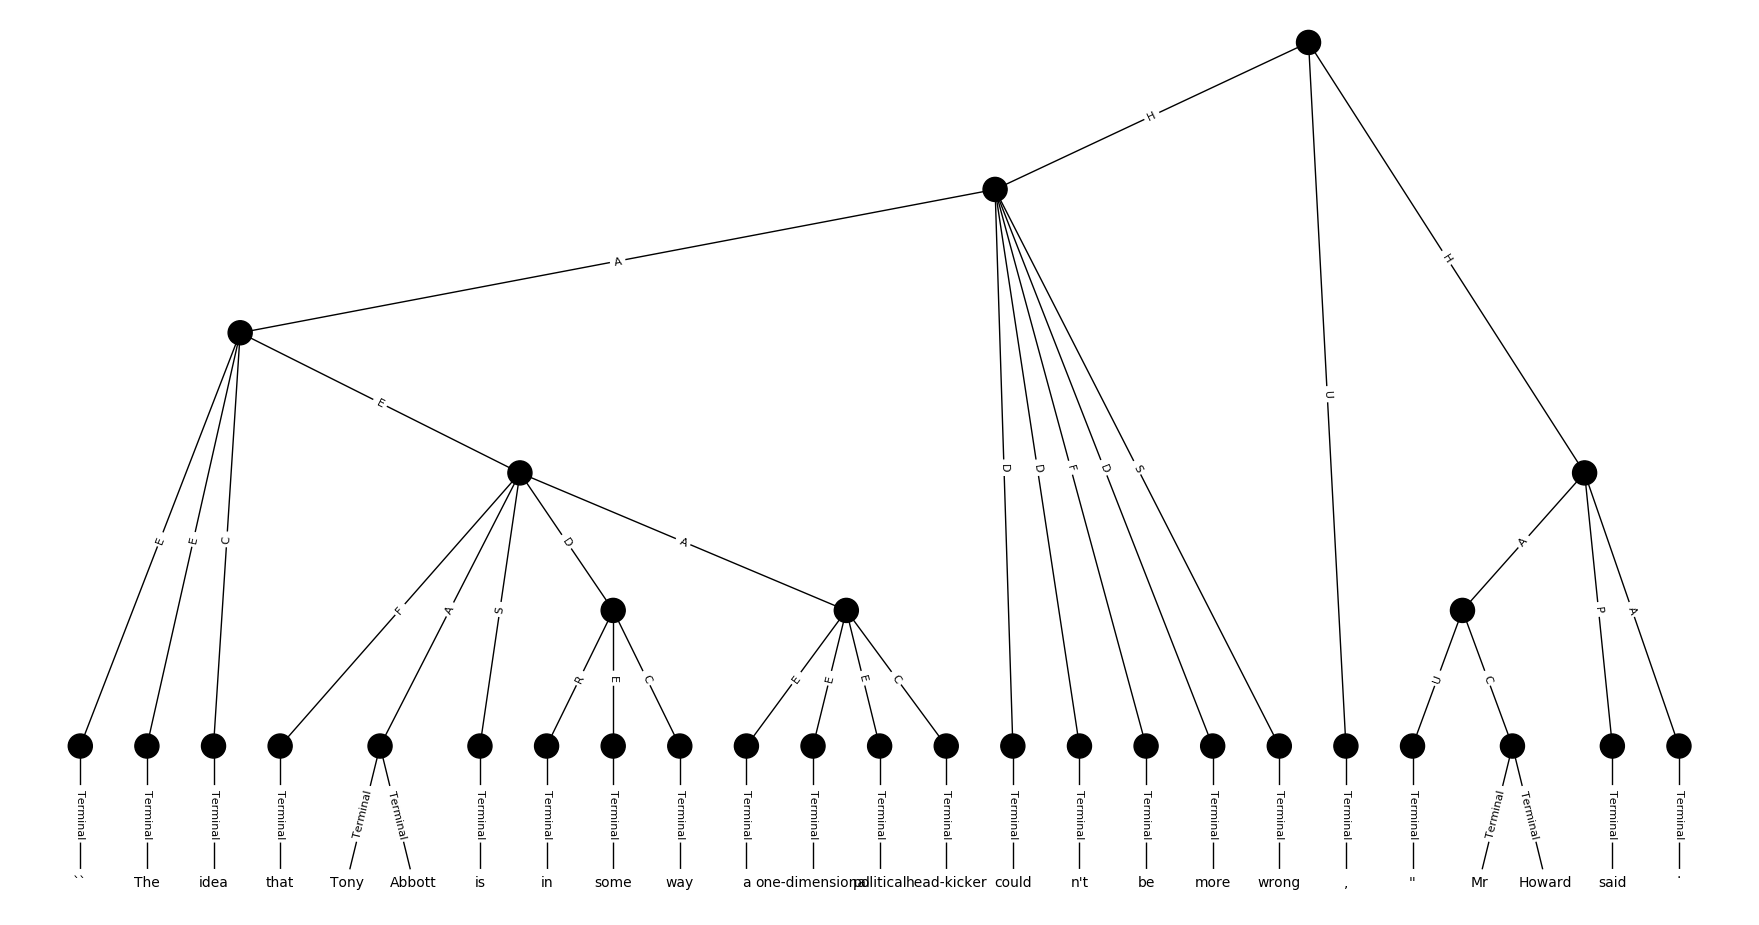 H
A H
E
U
E E C D D F D S
D A A
F A S P A
R E C E E E C U C
Terminal Terminal Terminal Terminal Terminal Terminal Terminal Terminal Terminal Terminal Terminal Terminal Terminal Terminal Terminal Terminal Terminal Terminal Terminal Terminal Terminal Terminal Terminal Terminal Terminal
`` The idea that Tony Abbott is in some way a one-dimensional political head-kicker could n't be more wrong , " Mr Howard said .